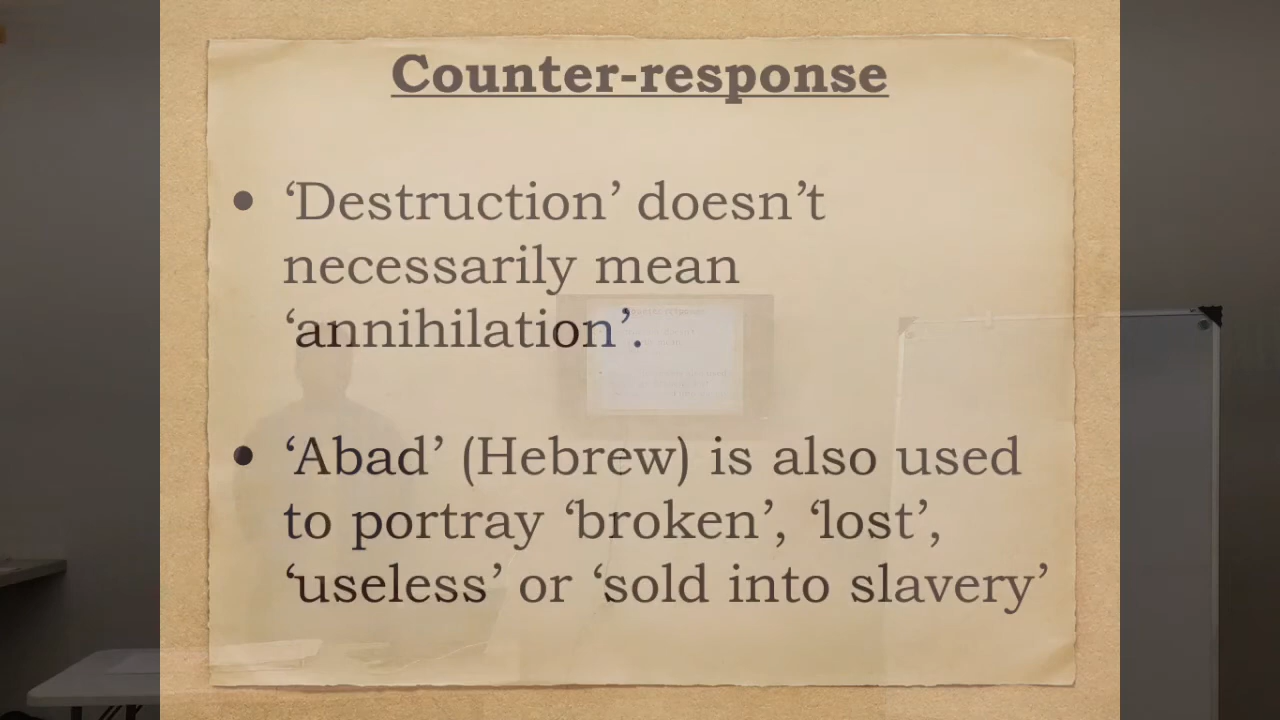 Counter-response
• ‘Destruction’ doesn’t
necessarily mean
‘annihilation’.
• ‘Abad’ (Hebrew) is also used
to portray ‘broken’, ‘lost’,
‘useless’ or ‘sold into slavery’